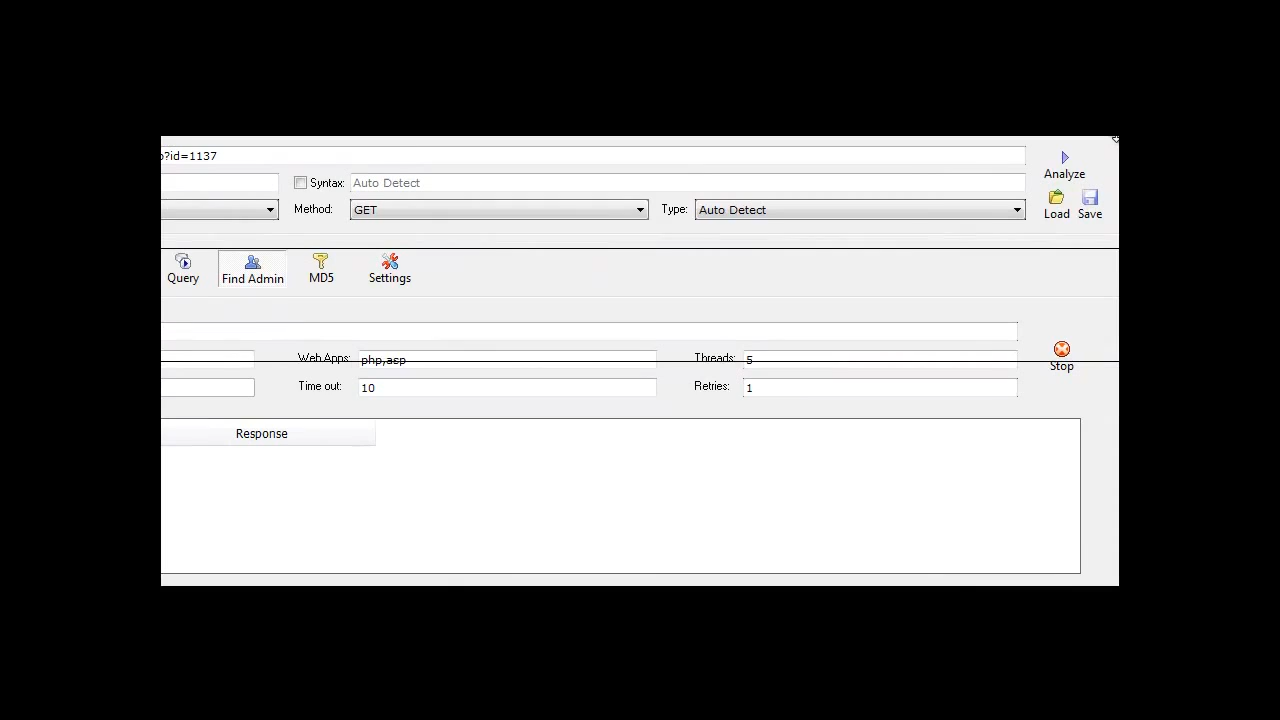 ?id=1137
Analyze
Syntax: Auto Detect
Method: GET Type: Auto Detect
Load Save
Query Find Admin MD5 Settings
Web Apps: php,asp Threads: 5
Stop
Time out: 10 Retries: 1
Response